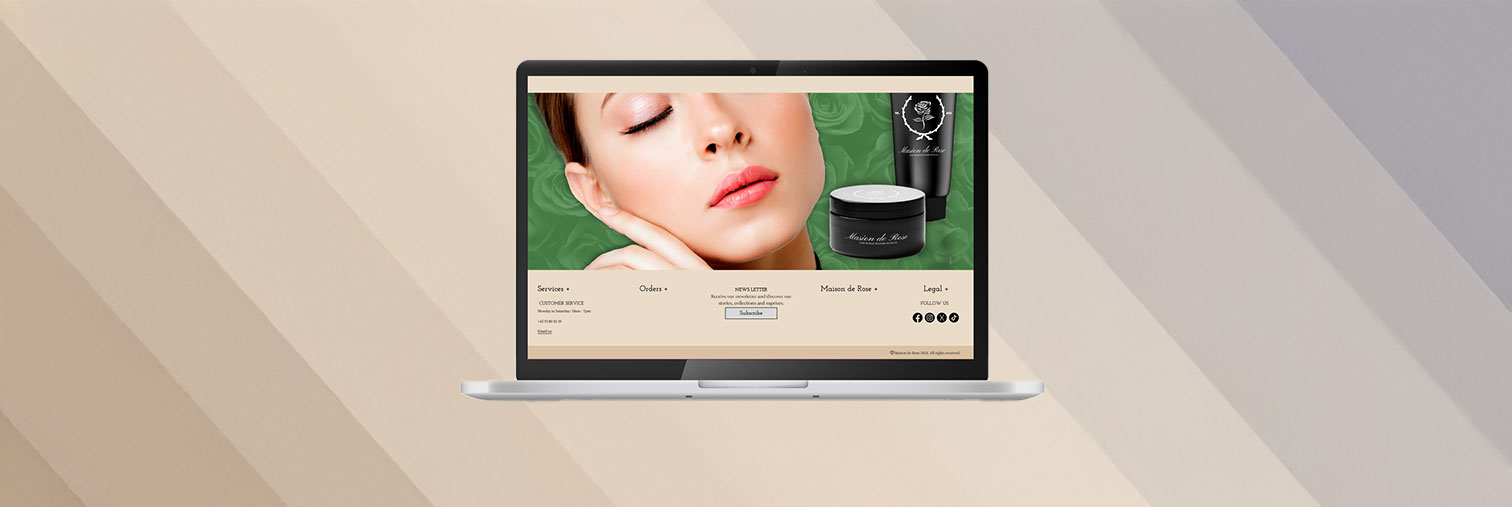 Masion de Rose
Masion de Rose
Services +
Orders +
NEWS LETTER
Maison de Rose +
Legal +
CUSTOMER SERVICE
Receive our newsletter and discover our
stories, collections and suprises.
FOLLOW US
Monday to Saturday: 10am - 7pm :
Subscribe
Email us
©Maison de Rose 2024. All rights reserved.